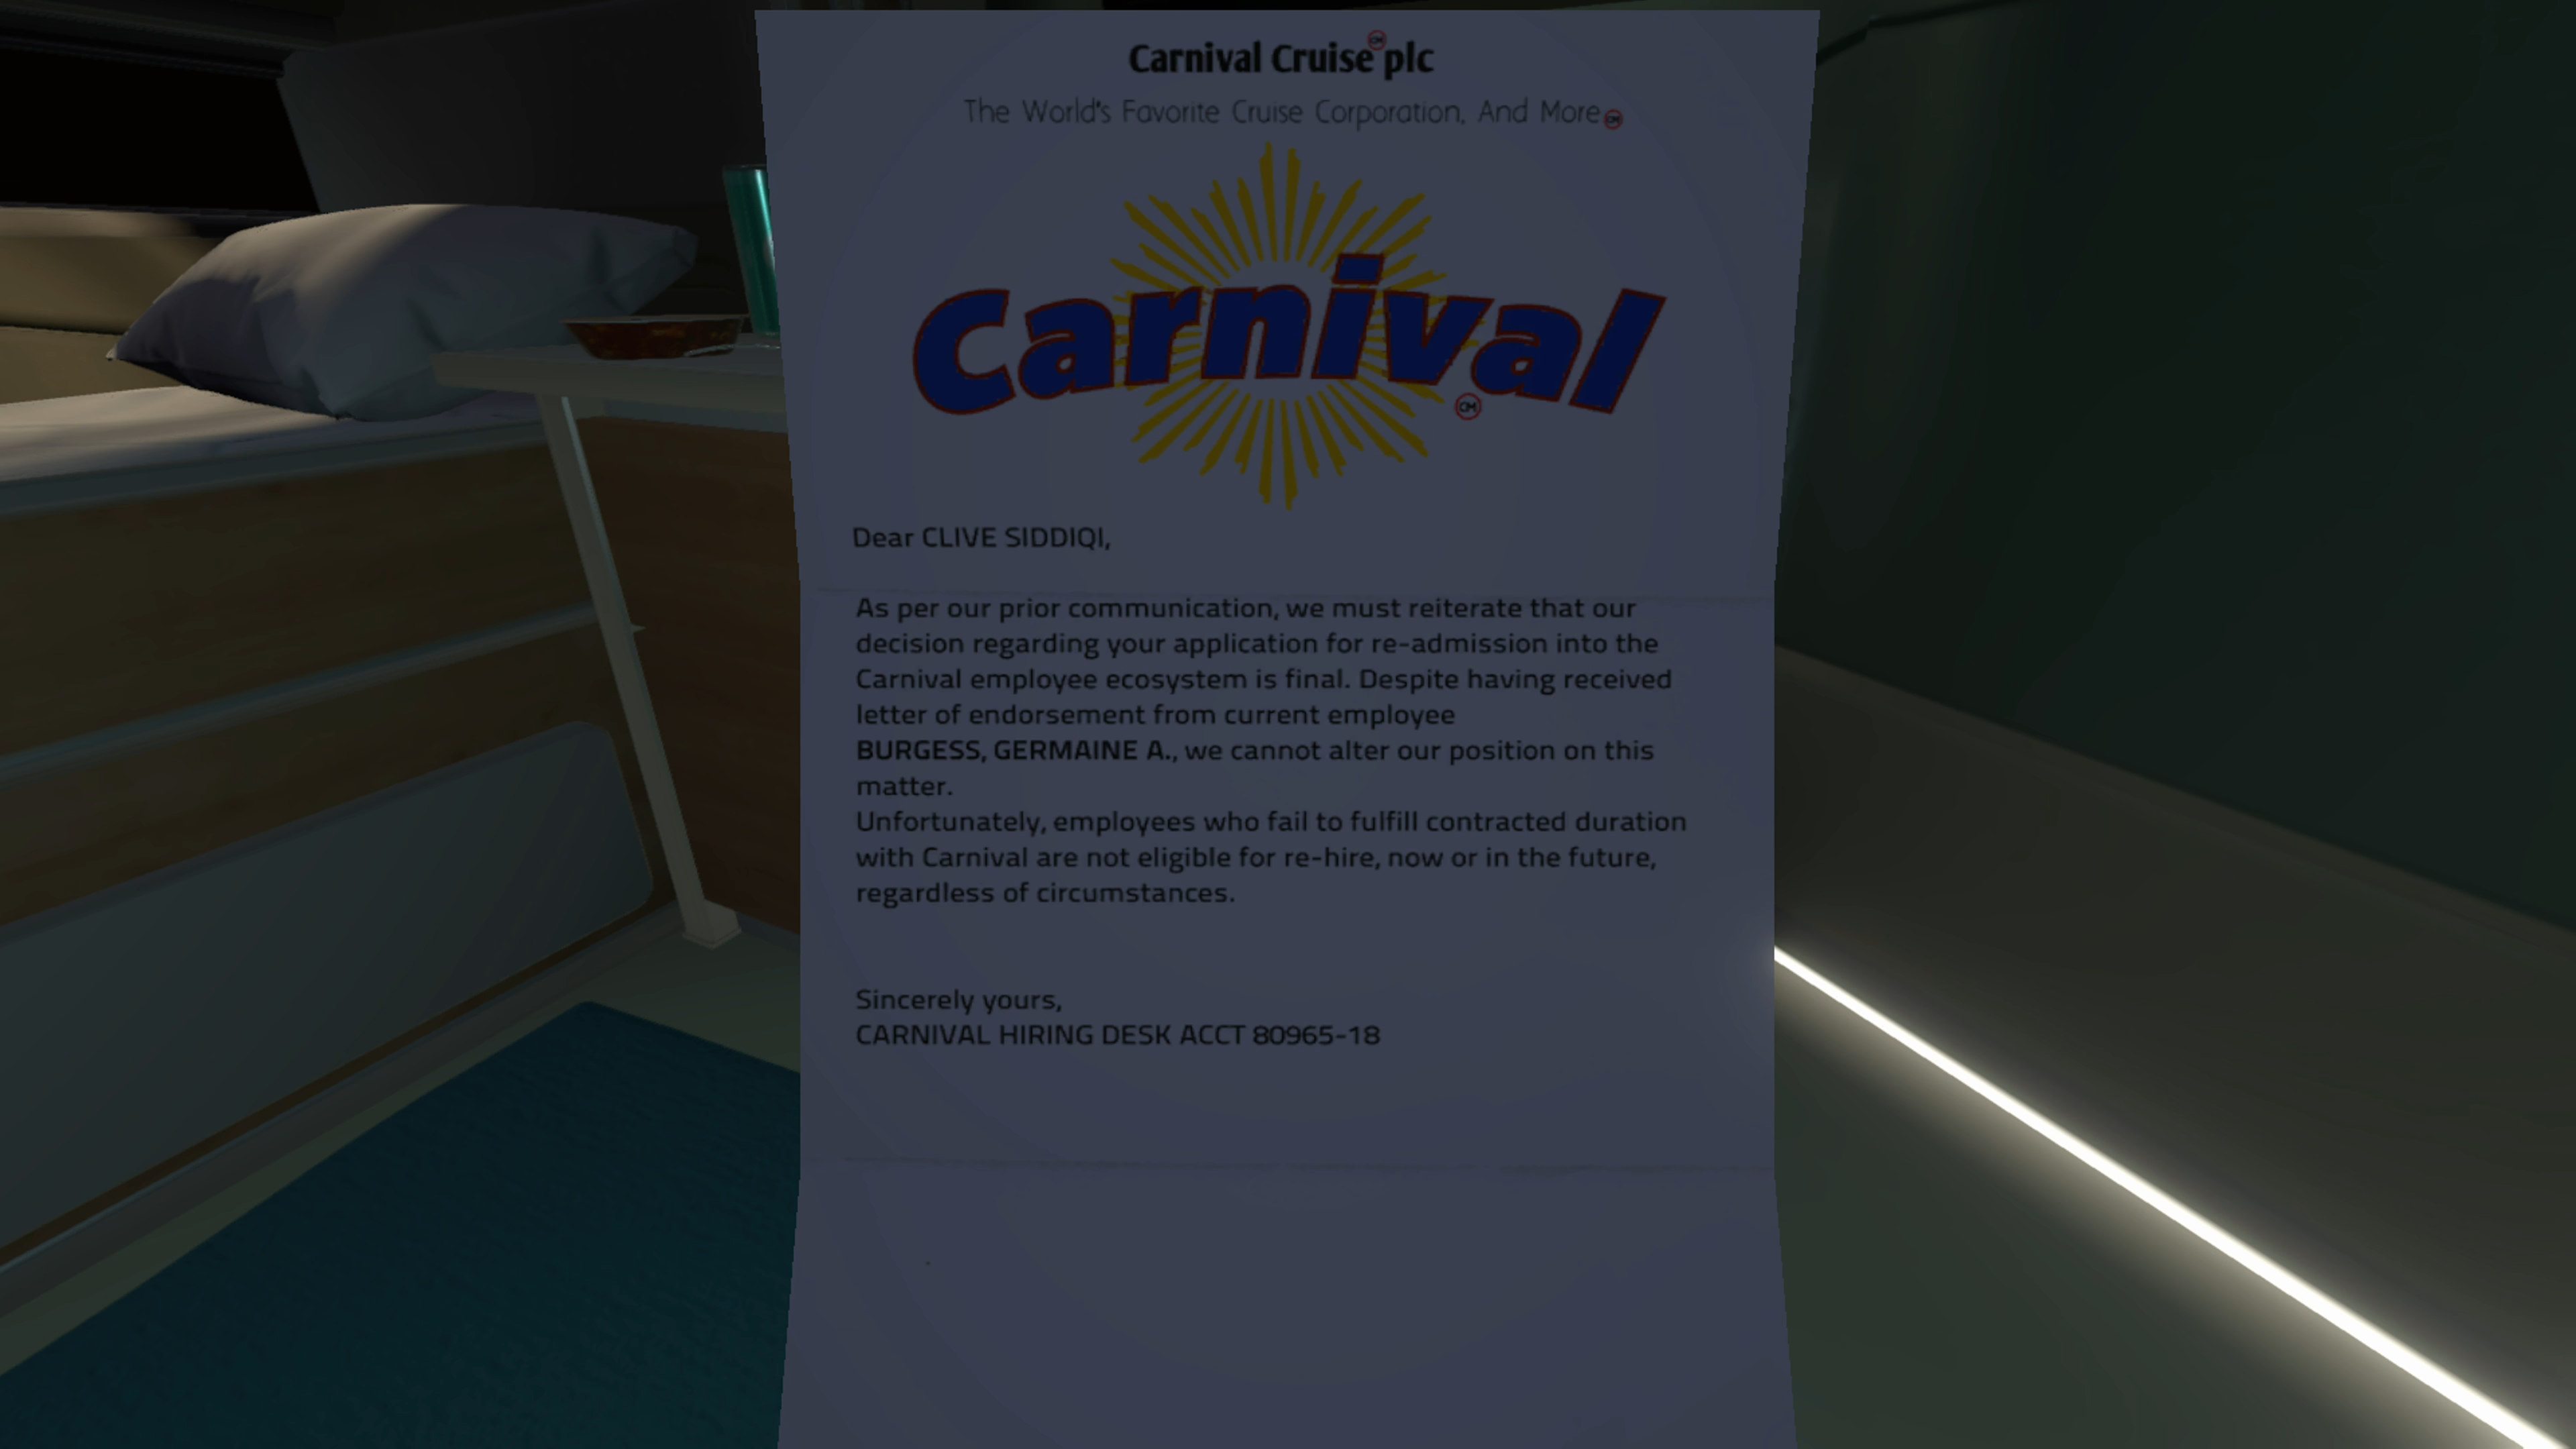 Carnival Cruise CM plc
The World's Favorite Cruise Corporation, And More CM
Carnival CM
Dear CLIVE SIDDIQI,
As per our prior communication, we must reiterate that our
decision regarding your application for re-admission into the
Carnival employee ecosystem is final. Despite having received
letter of endorsement from current employee
BURGESS, GERMAINE A., we cannot alter our position on this
matter.
Unfortunately, employees who fail to fulfill contracted duration
with Carnival are not eligible for re-hire, now or in the future,
regardless of circumstances.
Sincerely yours,
CARNIVAL HIRING DESK ACCT 80965-18